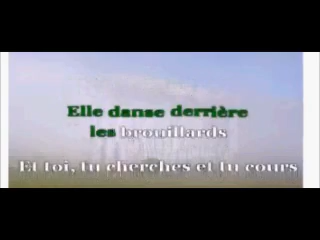 Elle danse derrière
les brouillards
Et toi, tu cherches et tu cours